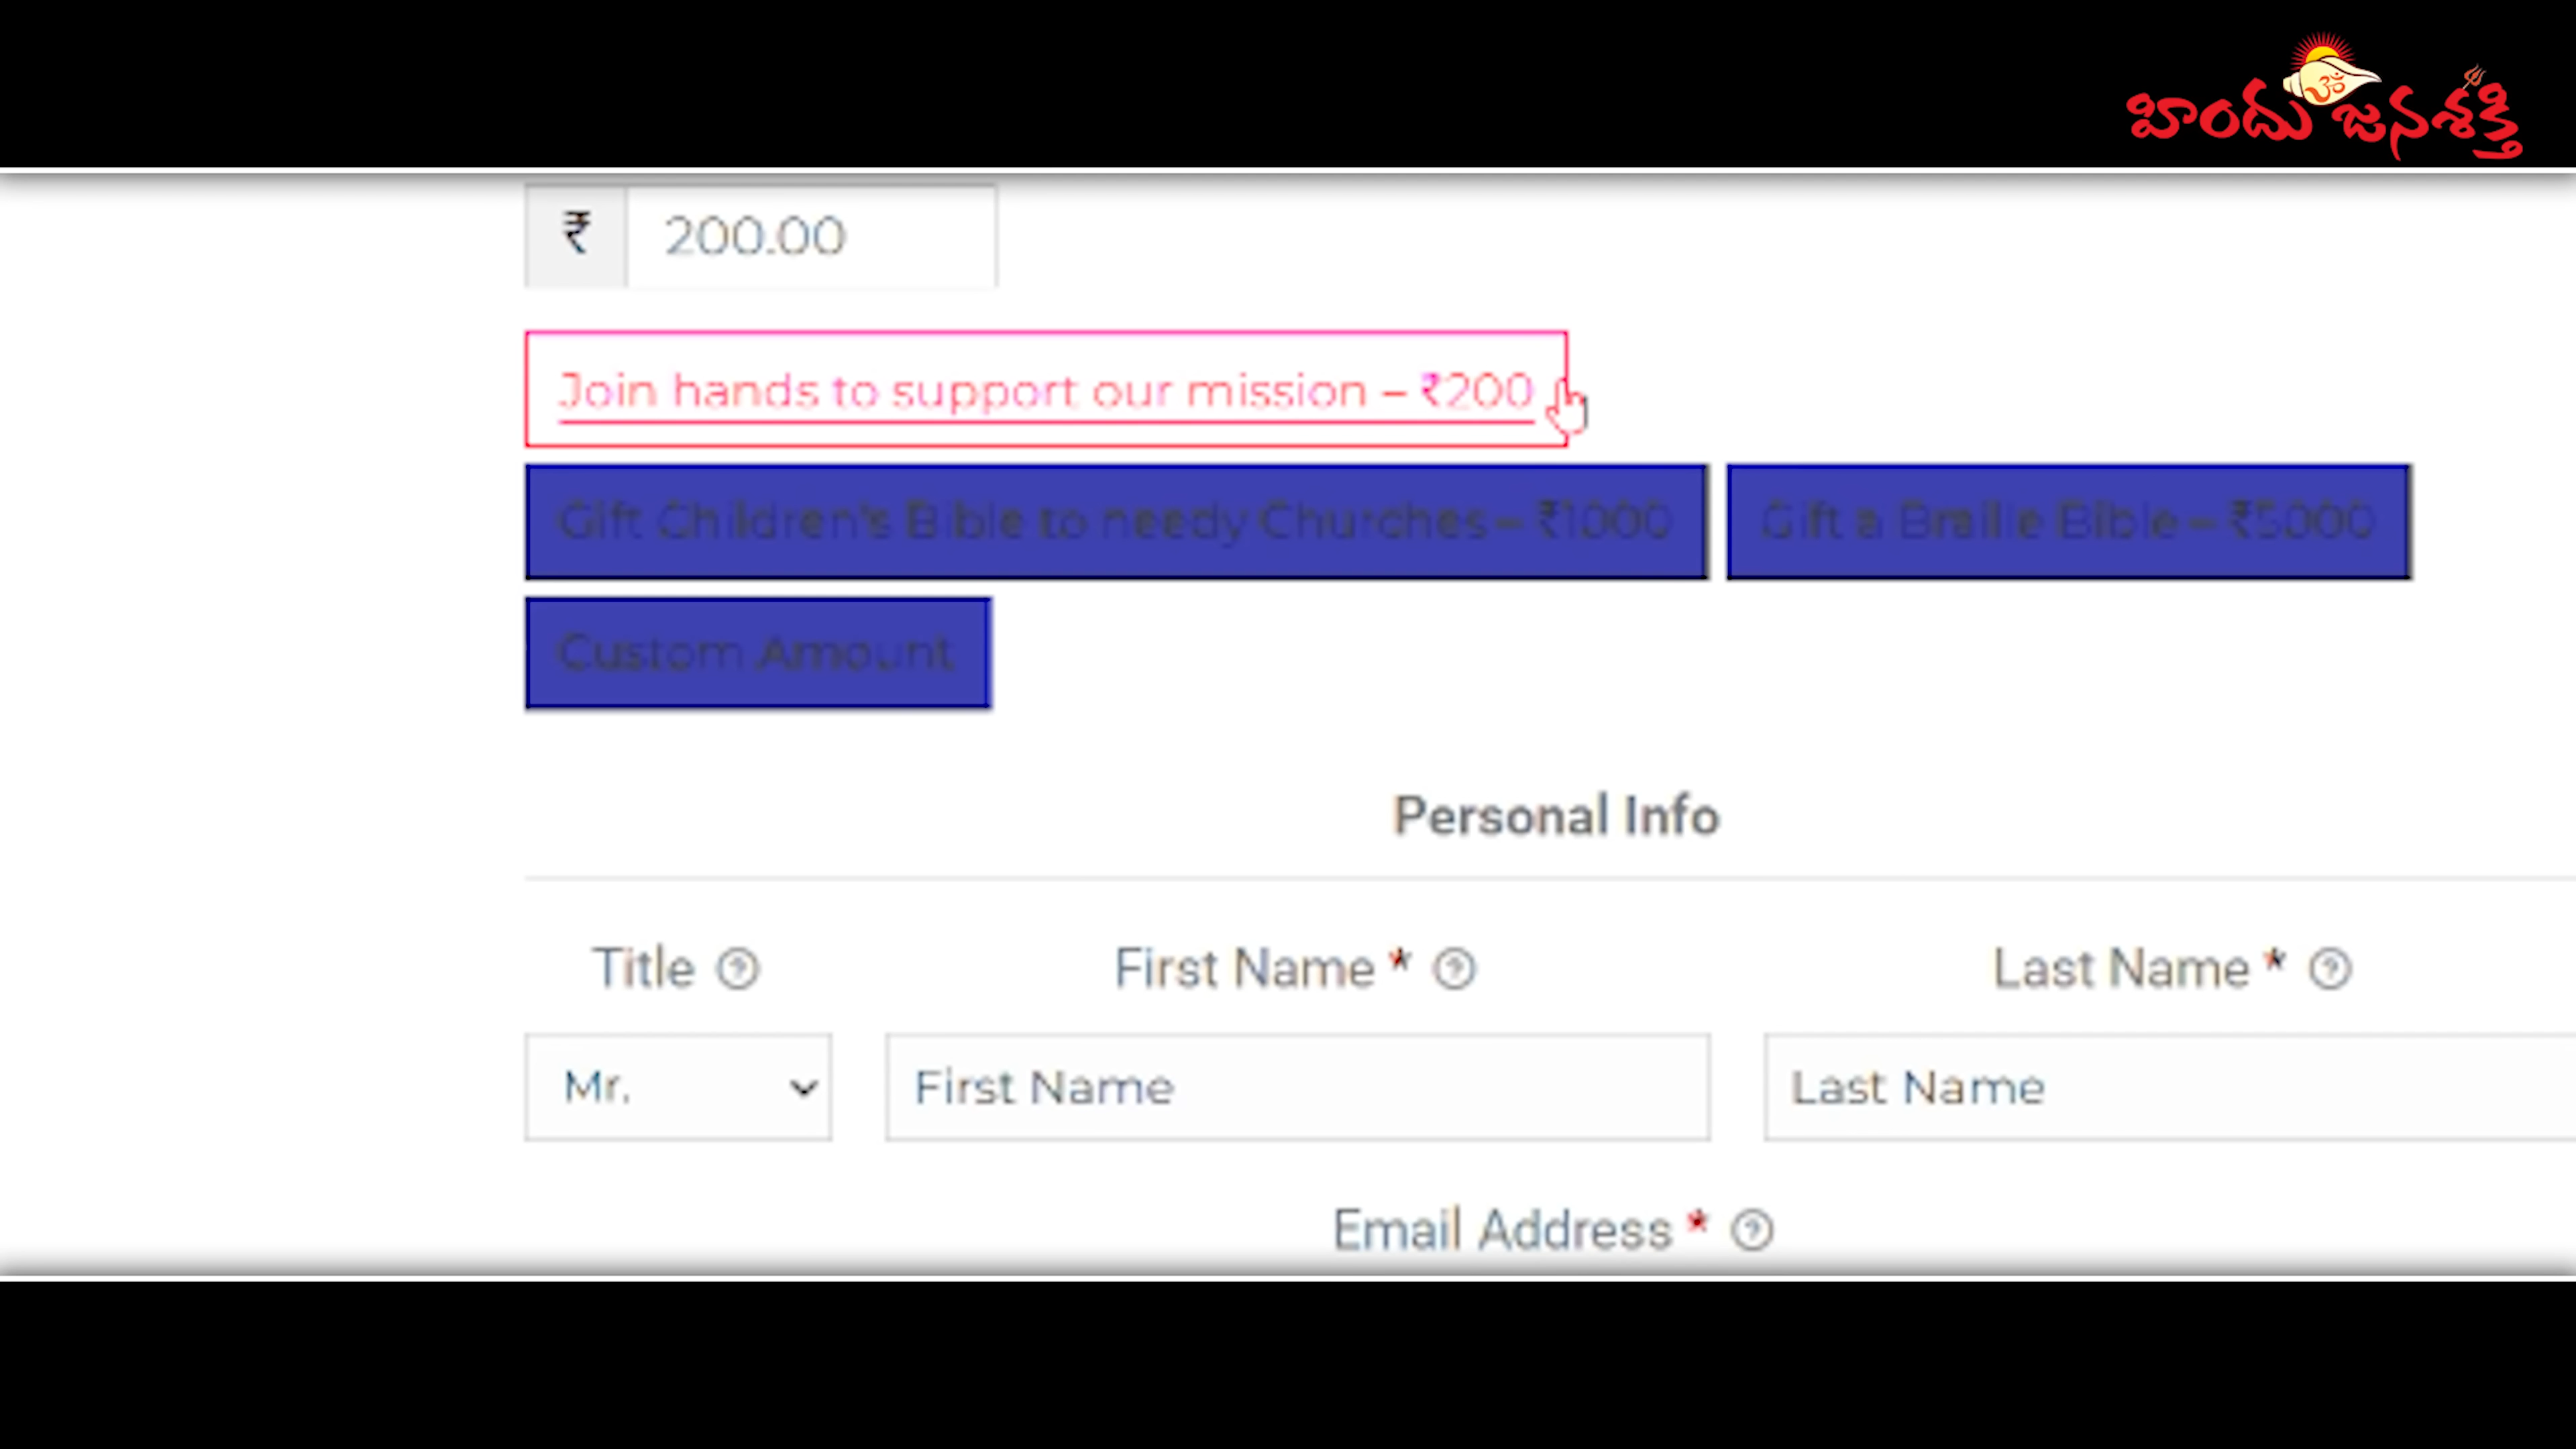 హిందు జనశక్తి
₹ 200.00
Join hands to support our mission – ₹200
Gift Children's Bible to needy Churches – ₹1000 Gift a Braille Bible – ₹5000
Custom Amount
Personal Info
Title First Name * Last Name *
Mr. First Name Last Name
Email Address *